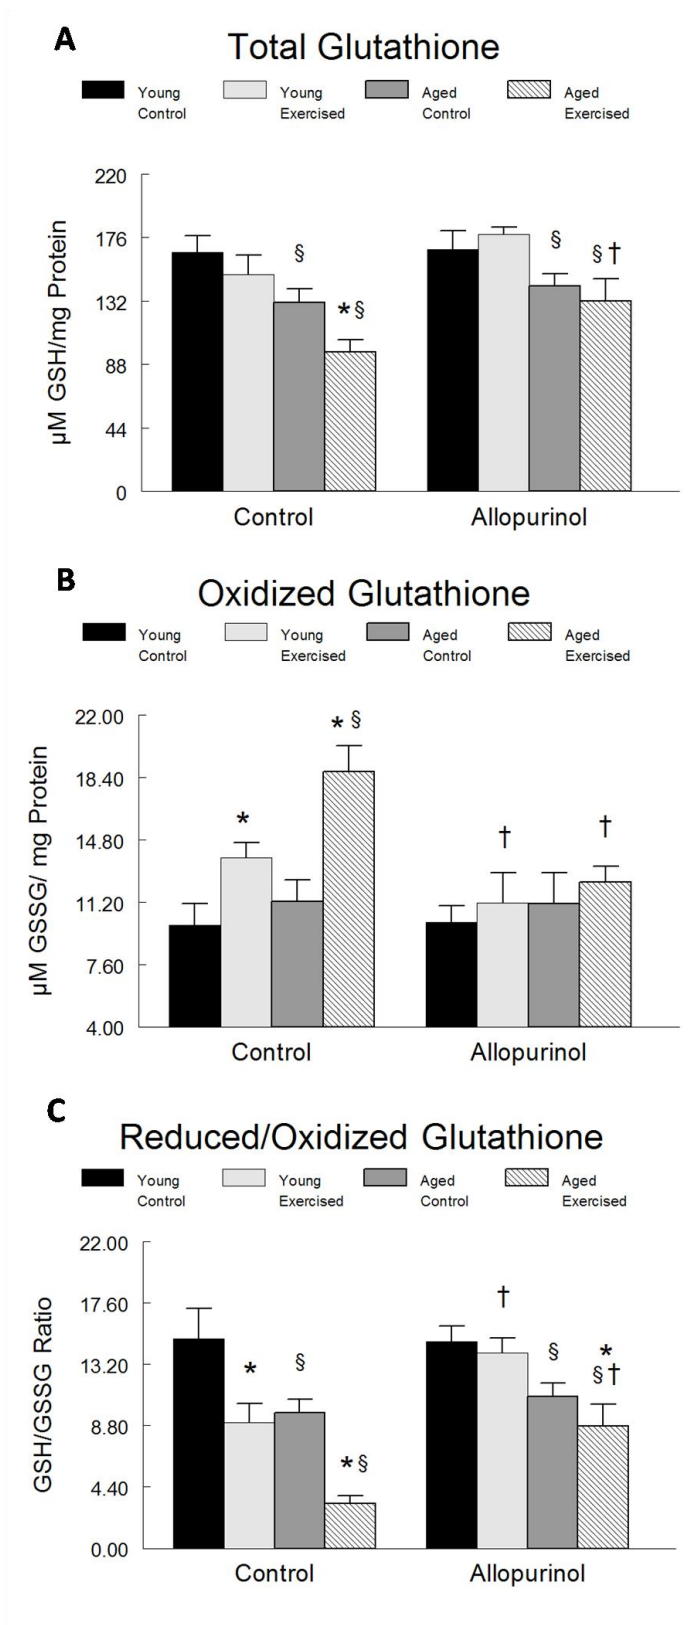 A
Total Glutathione
Young Control
Young Exercised
Aged Control
Aged Exercised
µM GSH/mg Protein
220
176
132
88
44
0
§
*§
§
§†
Control
Allopurinol
B
Oxidized Glutathione
Young Control
Young Exercised
Aged Control
Aged Exercised
µM GSSG/ mg Protein
22.00
18.40
14.80
11.20
7.60
4.00
*
* §
†
†
Control
Allopurinol
C
Reduced/Oxidized Glutathione
Young Control
Young Exercised
Aged Control
Aged Exercised
GSH/GSSG Ratio
22.00
17.60
13.20
8.80
4.40
0.00
*
§
*§
†
§
*
§†
Control
Allopurinol